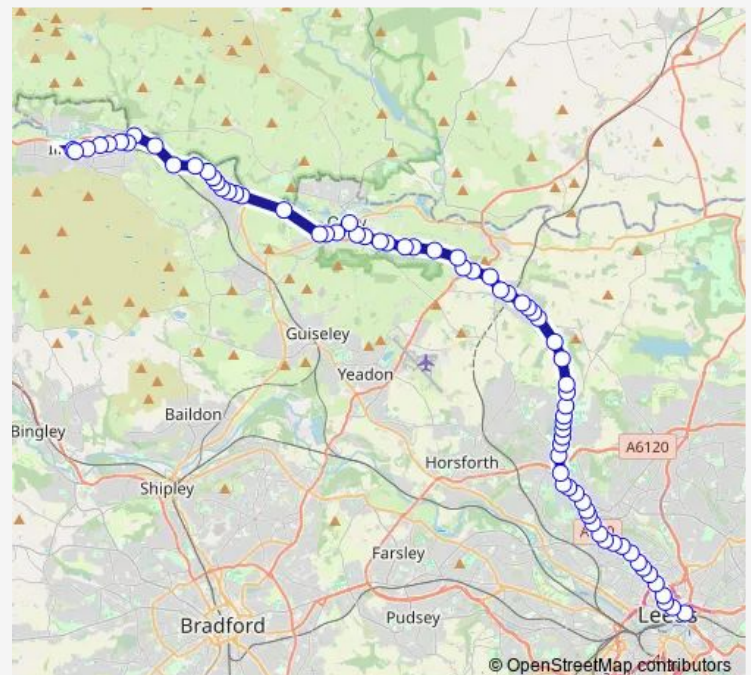 Guiseley
Yeadon
Baildon
Bingley
A6120
Horsforth
Shipley
Farsley
Pudsey
Leeds
Bradford
© OpenStreetMap contributors